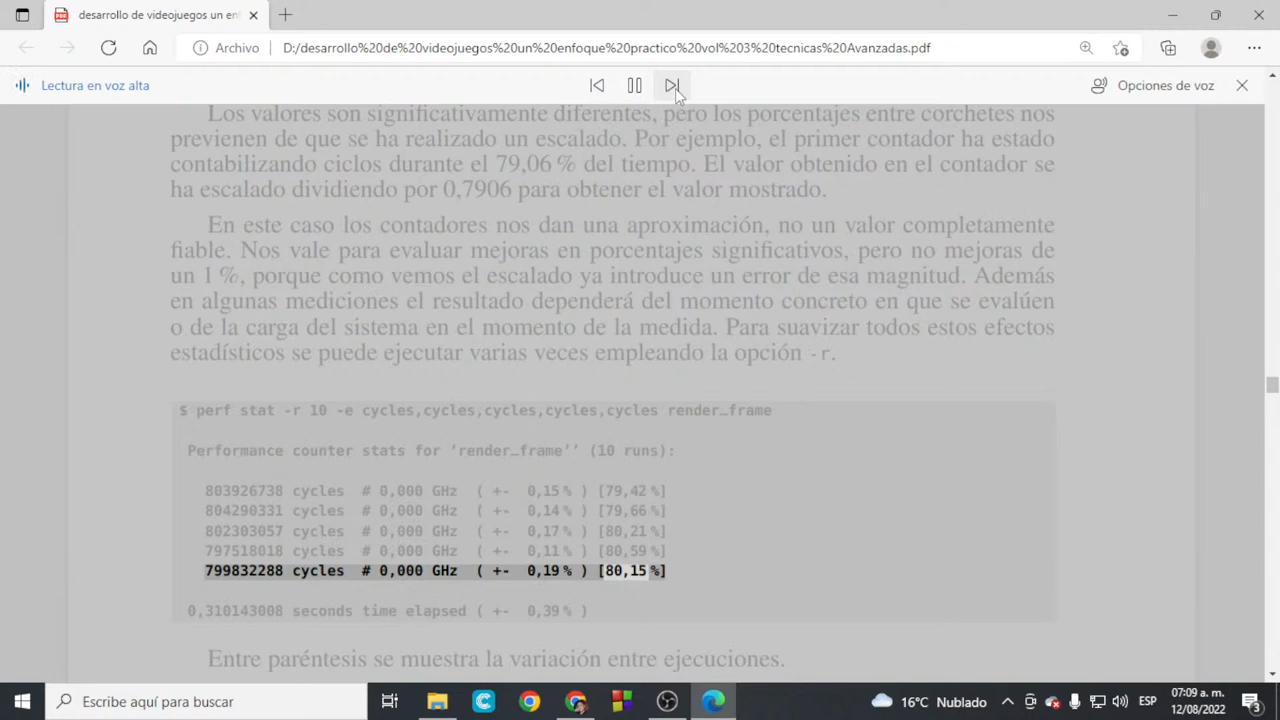 desarrollo de videojuegos un en
Archivo
D:/desarrollo%20de%20videojuegos%20un%20enfoque%20practico%20vol%203%20tecnicas%20Avanzadas.pdf
Lectura en voz alta
Opciones de voz
Los valores son significativamente diferentes, pero los porcentajes entre corchetes nos
previenen de que se ha realizado un escalado. Por ejemplo, el primer contador ha estado
contabilizando ciclos durante el 79,06 % del tiempo. El valor obtenido en el contador se
ha escalado dividiendo por 0,7906 para obtener el valor mostrado.
En este caso los contadores nos dan una aproximación, no un valor completamente
fiable. Nos vale para evaluar mejoras en porcentajes significativos, pero no mejoras de
un 1 %, porque como vemos el escalado ya introduce un error de esa magnitud. Además
en algunas mediciones el resultado dependerá del momento concreto en que se evalúen
o de la carga del sistema en el momento de la medida. Para suavizar todos estos efectos
estadísticos se puede ejecutar varias veces empleando la opción -r.
$ perf stat -r 10 -e cycles,cycles,cycles,cycles,cycles render_frame
Performance counter stats for ‘render_frame’’ (10 runs):
803926738 cycles # 0,000 GHz ( +- 0,15 % ) [79,42 %]
804290331 cycles # 0,000 GHz ( +- 0,14 % ) [79,66 %]
802303057 cycles # 0,000 GHz ( +- 0,17 % ) [80,21 %]
797518018 cycles # 0,000 GHz ( +- 0,11 % ) [80,59 %]
799832288 cycles # 0,000 GHz ( +- 0,19 % ) [80,15 %]
0,310143008 seconds time elapsed ( +- 0,39 % )
Entre paréntesis se muestra la variación entre ejecuciones.
Escribe aquí para buscar
16°C Nublado
ESP
07:09 a. m.
12/08/2022
3